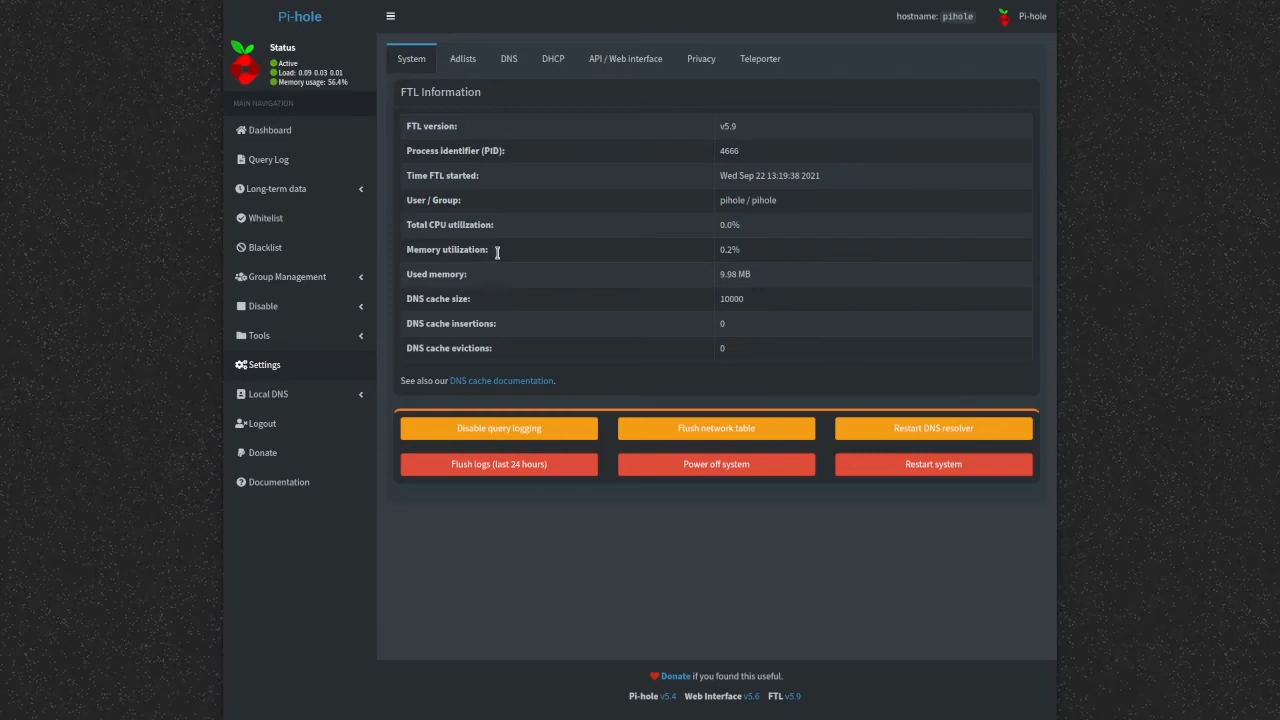 Pi-hole
hostname: pihole
Pi-hole
Status
Active
Load: 0.09 0.03 0.01
Memory usage: 56.4%
MAIN NAVIGATION
Dashboard
Query Log
Long-term data
Whitelist
Blacklist
Group Management
Disable
Tools
Settings
Local DNS
Logout
Donate
Documentation
System Adlists DNS DHCP API / Web interface Privacy Teleporter
FTL Information
FTL version: v5.9
Process identifier (PID): 4666
Time FTL started: Wed Sep 22 13:19:38 2021
User / Group: pihole / pihole
Total CPU utilization: 0.0%
Memory utilization: 0.2%
Used memory: 9.98 MB
DNS cache size: 10000
DNS cache insertions: 0
DNS cache evictions: 0
See also our DNS cache documentation.
Disable query logging Flush network table Restart DNS resolver
Flush logs (last 24 hours) Power off system Restart system
Donate if you found this useful.
Pi-hole v5.4 Web Interface v5.6 FTL v5.9